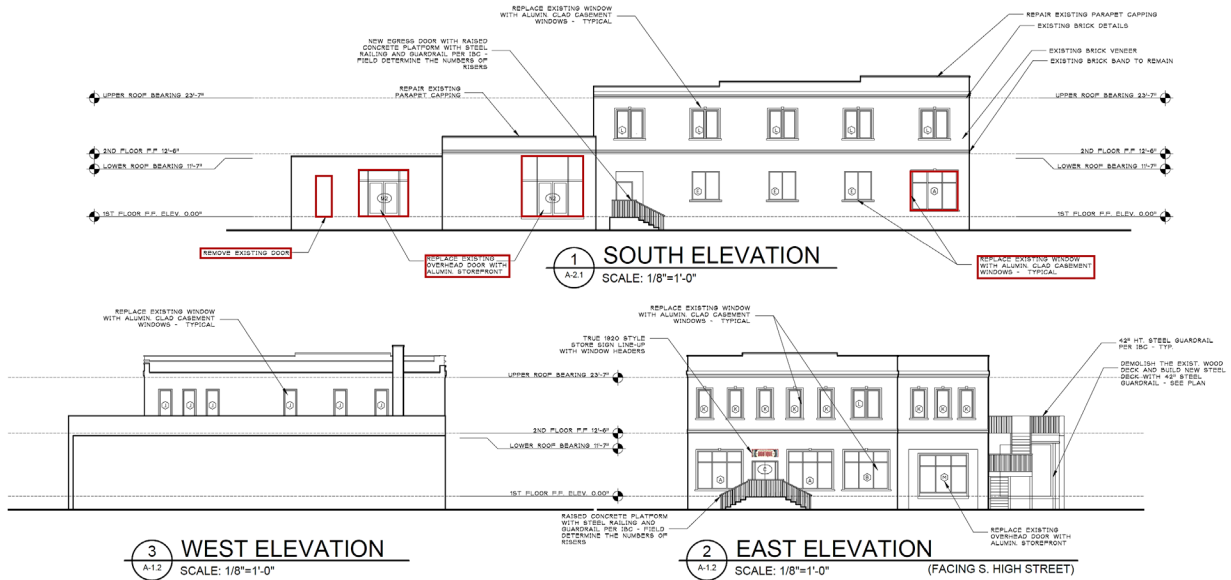 REPLACE EXISTING WINDOW
WITH ALUMIN. CLAD CASEMENT
WINDOWS - TYPICAL
REPAIR EXISTING PARAPET CAPPING
EXISTING BRICK DETAILS
NEW EGRESS DOOR WITH RAISED
CONCRETE PLATFORM WITH STEEL
RAILING AND GUARDRAIL PER IBC -
FIELD DETERMINE THE NUMBERS OF
RISERS
EXISTING BRICK VENEER
EXISTING BRICK BAND TO REMAIN
REPAIR EXISTING
PARAPET CAPPING
UPPER ROOF BEARING 23'-7"
UPPER ROOF BEARING 23'-7"
L
L
L
L
L
2ND FLOOR F.F 12'-6"
2ND FLOOR F.F 12'-6"
LOWER ROOF BEARING 11'-7"
LOWER ROOF BEARING 11'-7"
N2
N2
E
E
E
A
1ST FLOOR F.F. ELEV. 0.00"
1ST FLOOR F.F. ELEV. 0.00"
REMOVE EXISTING DOOR
REPLACE EXISTING
OVERHEAD DOOR WITH
ALUMIN. STOREFRONT
REPLACE EXISTING WINDOW
WITH ALUMIN. CLAD CASEMENT
WINDOWS - TYPICAL
1
A-2.1
SOUTH ELEVATION
SCALE: 1/8"=1'-0"
REPLACE EXISTING WINDOW
WITH ALUMIN. CLAD CASEMENT
WINDOWS - TYPICAL
REPLACE EXISTING WINDOW
WITH ALUMIN. CLAD CASEMENT
WINDOWS - TYPICAL
TRUE 1920 STYLE
STORE SIGN LINE-UP
WITH WINDOW HEADERS
42" HT. STEEL GUARDRAIL
PER IBC - TYP.
DEMOLISH THE EXIST. WOOD
DECK AND BUILD NEW STEEL
DECK WITH 42" STEEL
GUARDRAIL - SEE PLAN
UPPER ROOF BEARING 23'-7"
J
J
J
J
J
J
K
K
K
K
K
L
K
K
K
2ND FLOOR F.F 12'-6"
LOWER ROOF BEARING 11'-7"
C
A
A
B
M
1ST FLOOR F.F. ELEV. 0.00"
RAISED CONCRETE PLATFORM
WITH STEEL RAILING AND
GUARDRAIL PER IBC - FIELD
DETERMINE THE NUMBERS OF
RISERS
REPLACE EXISTING
OVERHEAD DOOR WITH
ALUMIN. STOREFRONT
3
A-1.2
WEST ELEVATION
SCALE: 1/8"=1'-0"
2
A-1.2
EAST ELEVATION
SCALE: 1/8"=1'-0"
(FACING S. HIGH STREET)